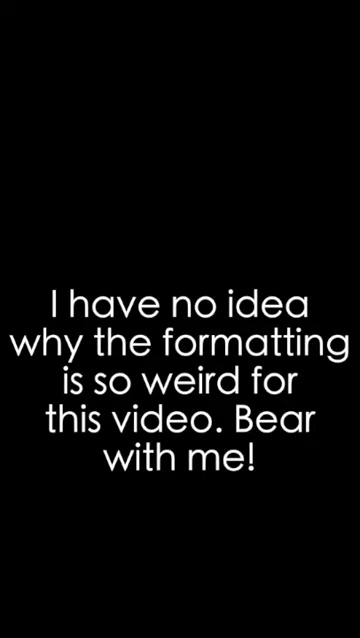 I have no idea
why the formatting
is so weird for
this video. Bear
with me!